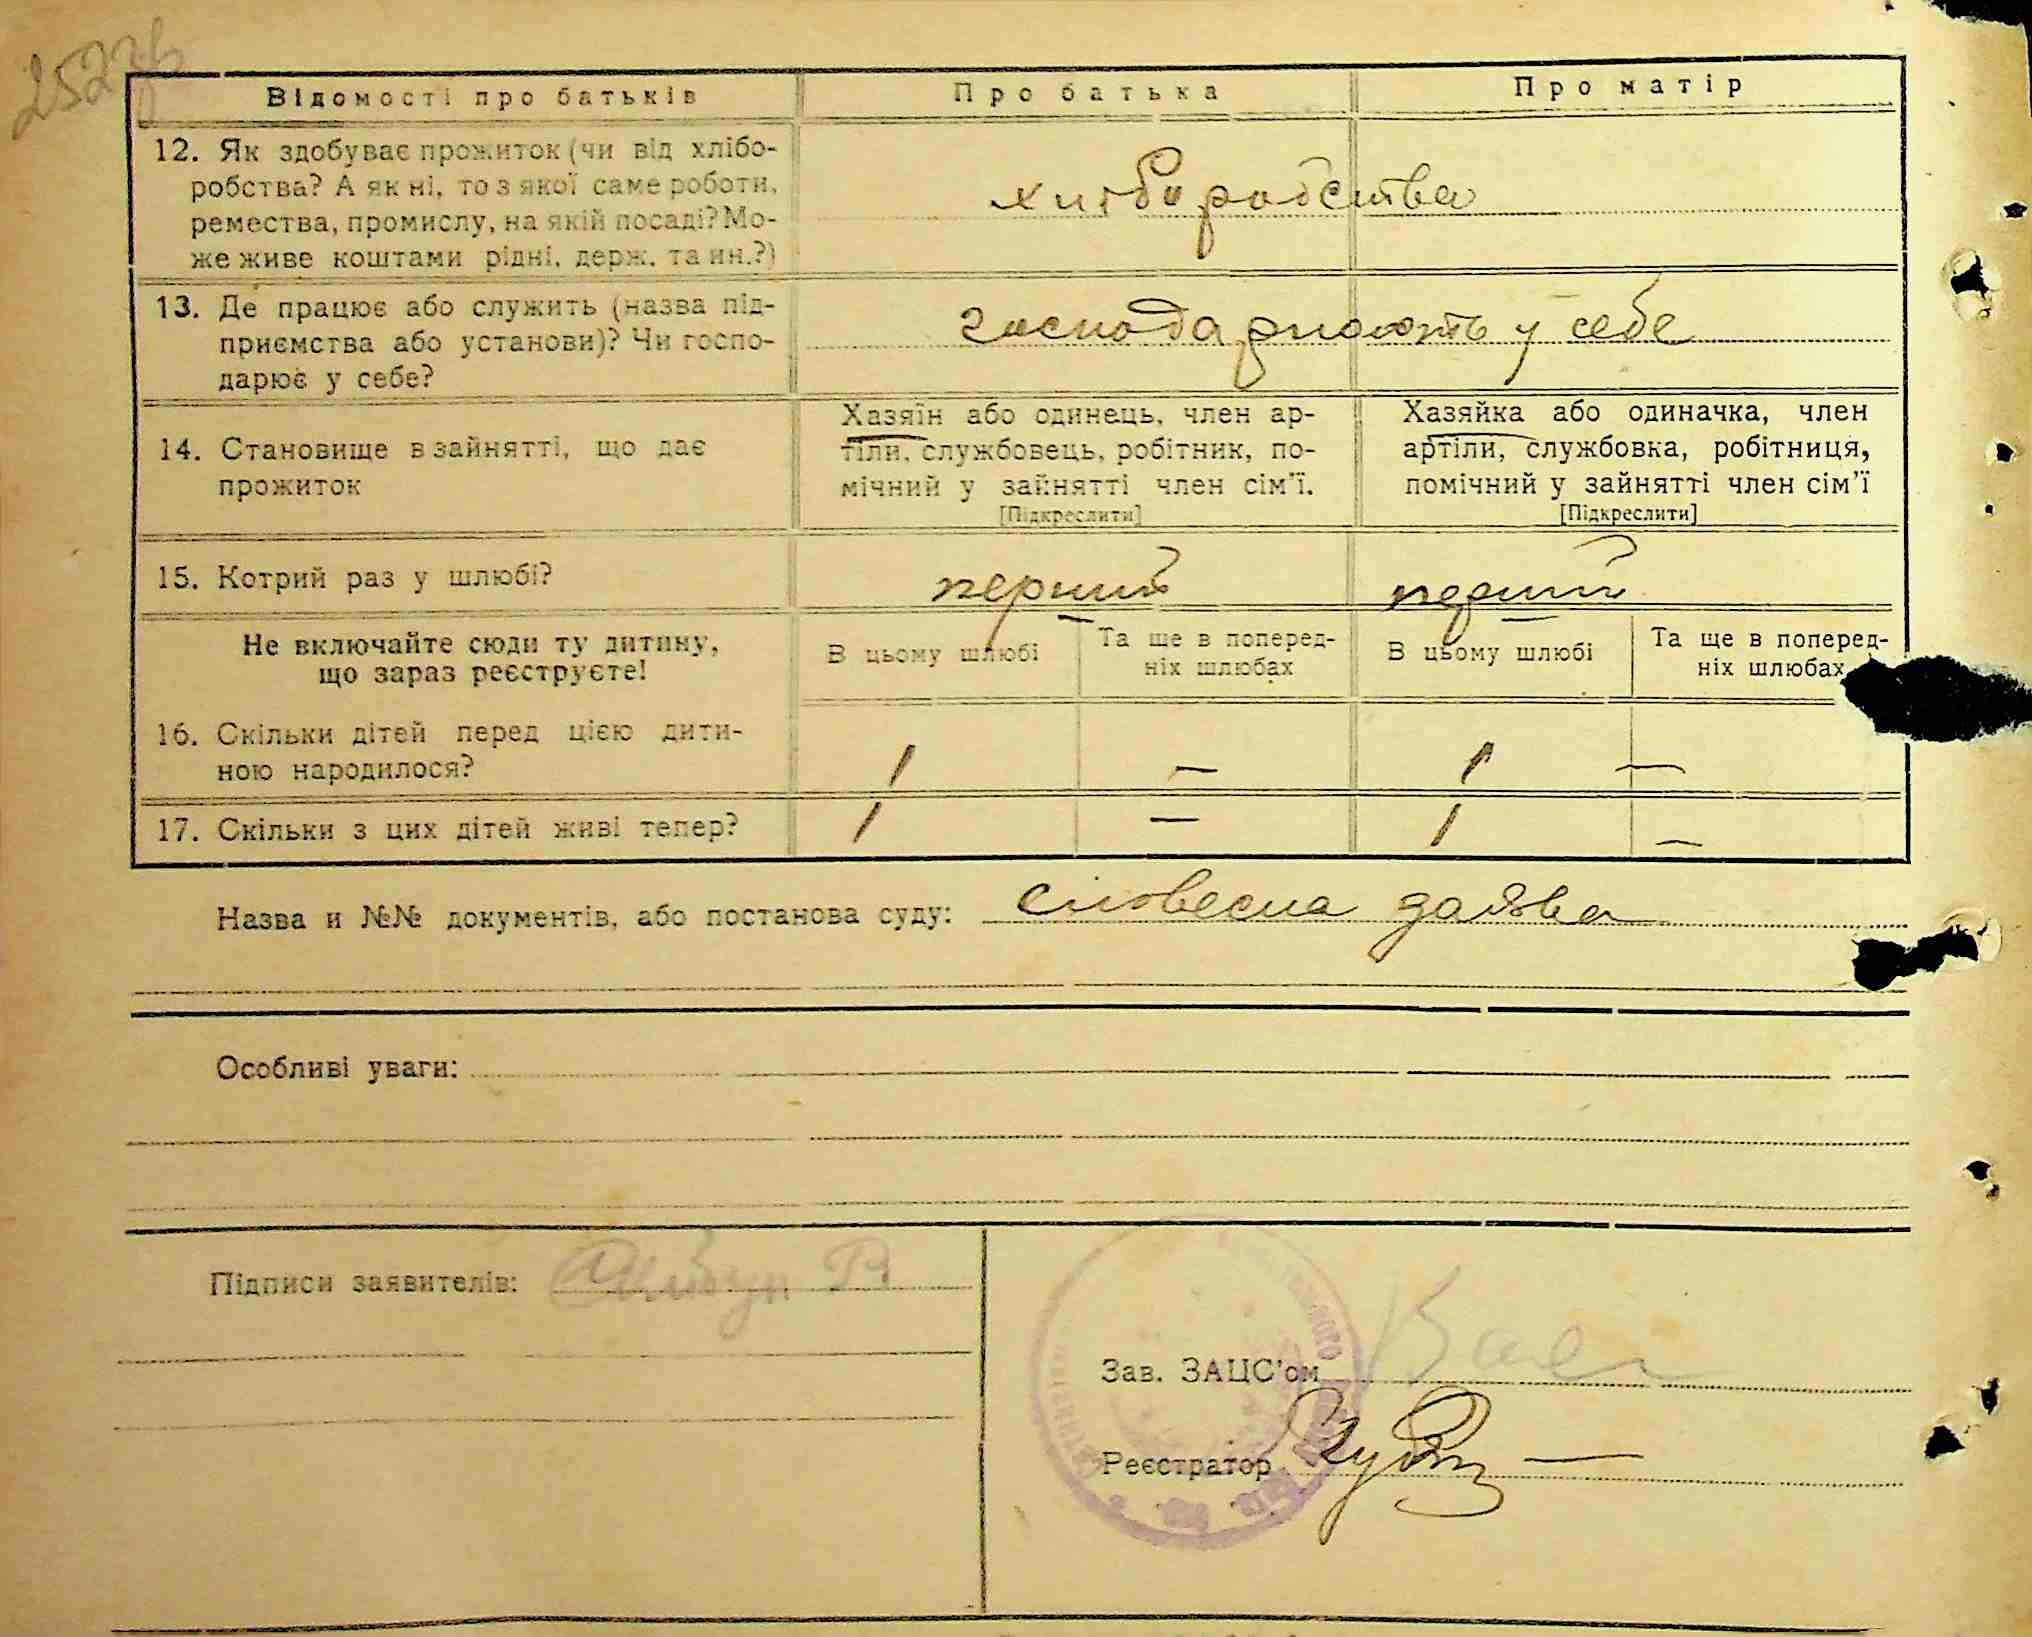 Відомості про батьків
Про батька
Про матір
12. Як здобуває прожиток (чи від хлібо-
робства? А як ні, то з якої саме роботи,
ремества, промислу, на якій посаді? Мо-
же живе коштами рідні, держ. та ин.?)
хліборобства
13. Де працює або служить (назва під-
приємства або установи)? Чи госпо-
дарює у себе?
господарюють у себе
14. Становище в зайнятті, що дає
прожиток
Хазяїн або одинець, член ар-
тіли, службовець, робітник, по-
мічний у зайнятті член сім’ї.
[Підкреслити]
Хазяйка або одиначка, член
артіли, службовка, робітниця,
помічний у зайнятті член сім’ї
[Підкреслити]
15. Котрий раз у шлюбі?
перший
перший
Не включайте сюди ту дитину,
що зараз реєструєте!
В цьому шлюбі
Та ще в поперед-
ніх шлюбах
В цьому шлюбі
Та ще в поперед-
ніх шлюбах
16. Скільки дітей перед цією дити-
ною народилося?
1 — 1 —
17. Скільки з цих дітей живі тепер?
1 — 1 —
Назва и №№ документів, або постанова суду: словесна заява
Особливі уваги:
Підписи заявителів:
Зав. ЗАЦС'ом
Реєстратор